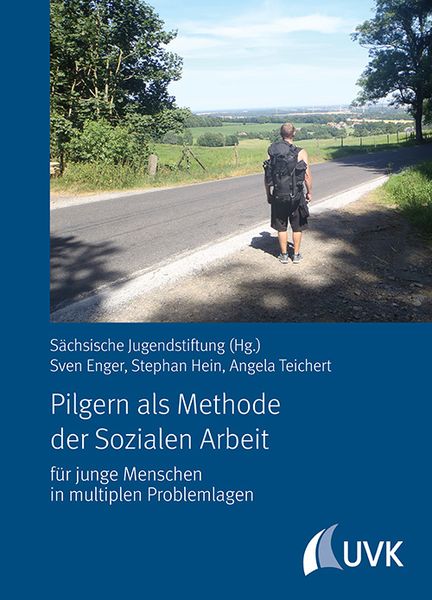 Sächsische Jugendstiftung (Hg.)
Sven Enger, Stephan Hein, Angela Teichert
Pilgern als Methode
der Sozialen Arbeit
für junge Menschen
in multiplen Problemlagen
UVK